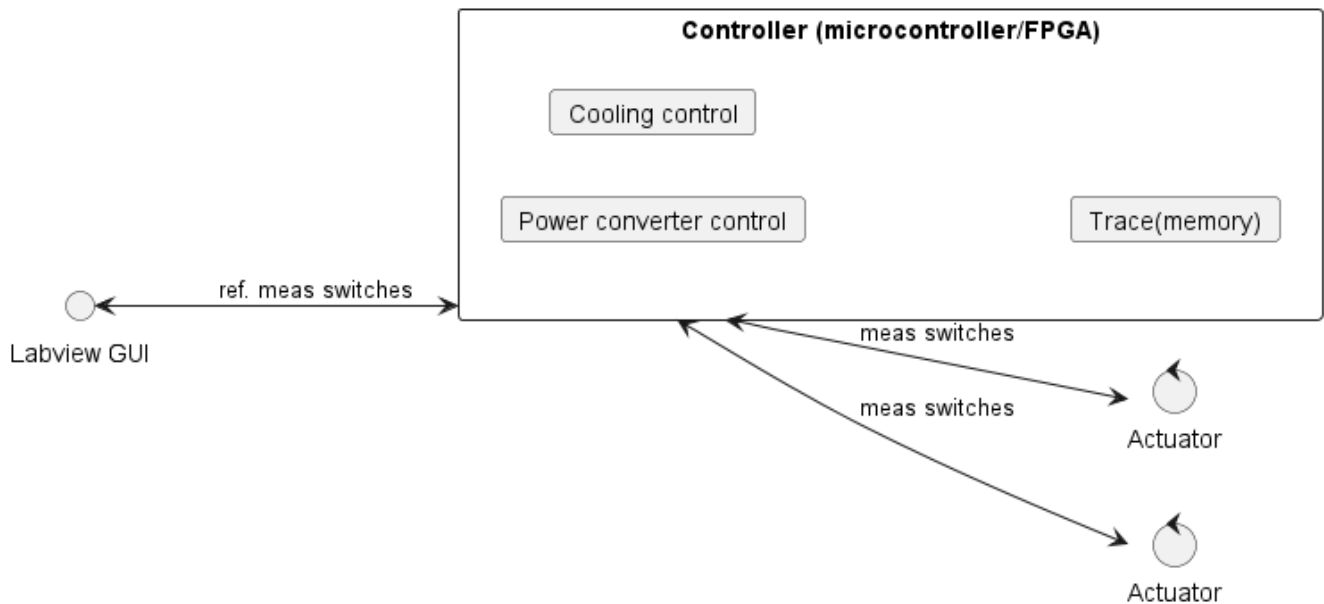 Controller (microcontroller/FPGA)
Cooling control
Power converter control
Trace(memory)
ref. meas switches
Labview GUI
meas switches
meas switches
Actuator
Actuator